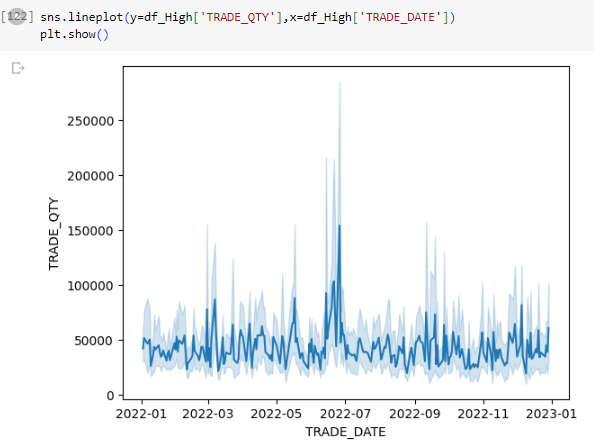 [122] sns.lineplot(y=df_High['TRADE_QTY'],x=df_High['TRADE_DATE'])
plt.show()
250000
200000
150000
100000
50000
0
TRADE_QTY
2022-01 2022-03 2022-05 2022-07 2022-09 2022-11 2023-01
TRADE_DATE